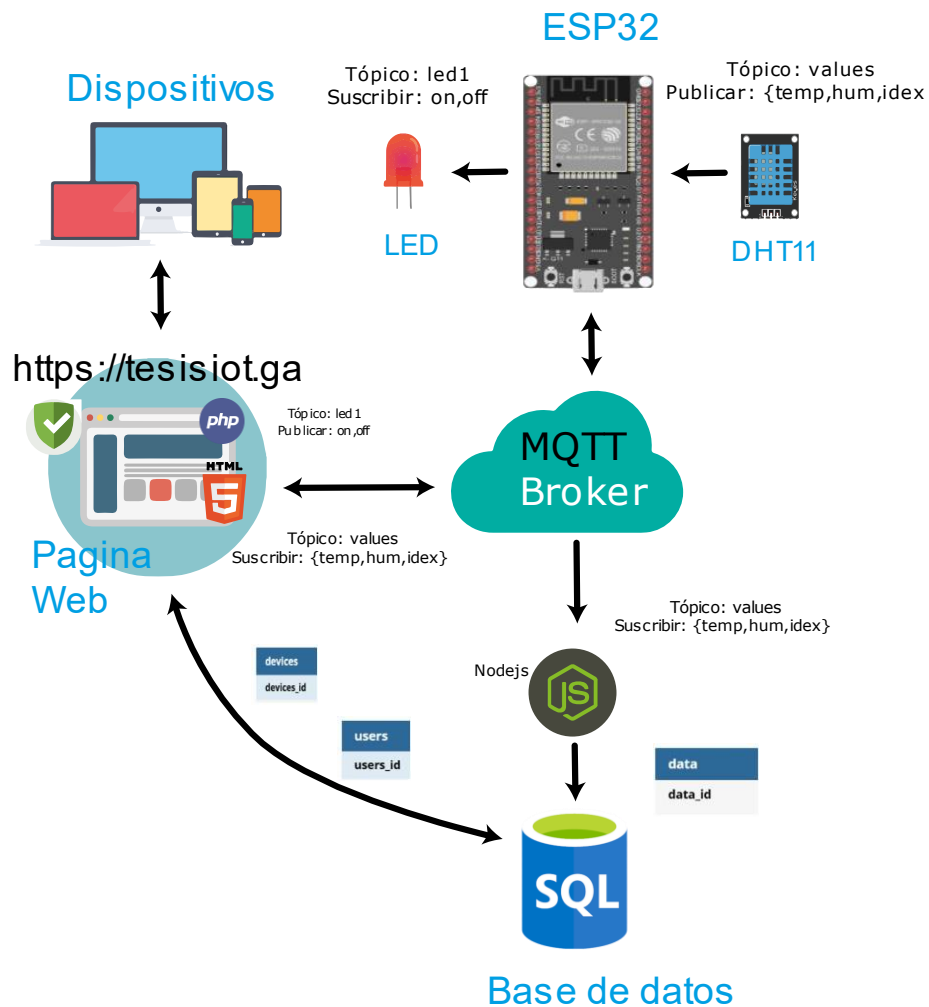 ESP32
Dispositivos
Tópico: led1
Suscribir: on,off
Tópico: values
Publicar: {temp,hum,idex
LED
DHT11
https://tesisiot.ga
php
HTML
5
Tópico: led1
Publicar: on,off
MQTT
Broker
Tópico: values
Suscribir: {temp,hum,idex}
Pagina
Web
Tópico: values
Suscribir: {temp,hum,idex}
Nodejs
JS
devices
devices_id
users
users_id
data
data_id
SQL
Base de datos